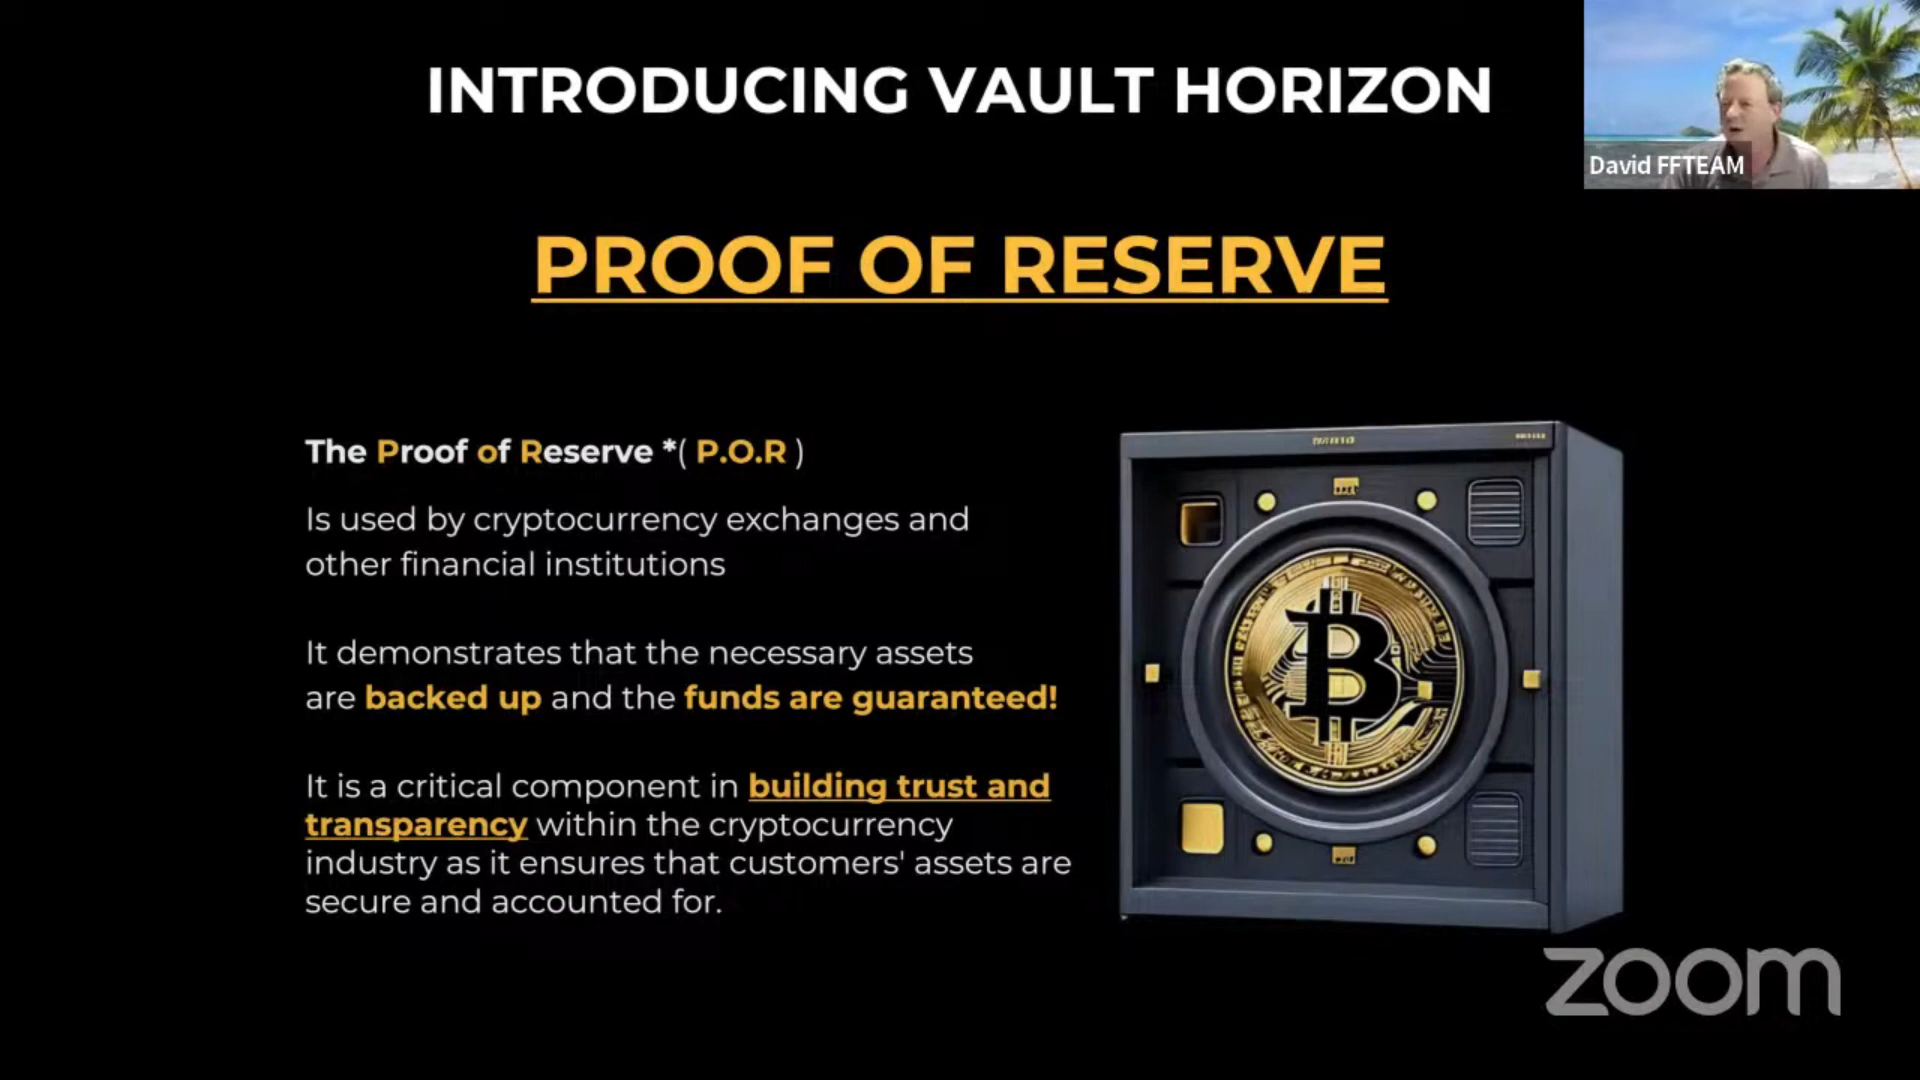 INTRODUCING VAULT HORIZON
David FFTEAM
PROOF OF RESERVE
The Proof of Reserve *( P.O.R )
Is used by cryptocurrency exchanges and
other financial institutions
It demonstrates that the necessary assets
are backed up and the funds are guaranteed!
It is a critical component in building trust and
transparency within the cryptocurrency
industry as it ensures that customers' assets are
secure and accounted for.
zoom